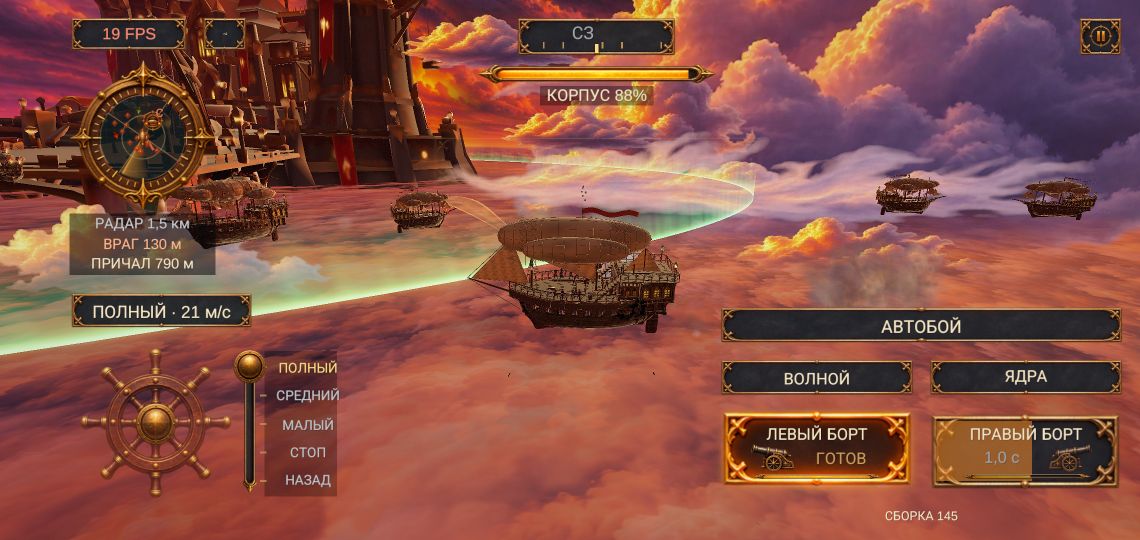 19 FPS
СЗ
КОРПУС 88%
РАДАР 1,5 км
ВРАГ 130 м
ПРИЧАЛ 790 м
ПОЛНЫЙ · 21 м/с
ПОЛНЫЙ
СРЕДНИЙ
МАЛЫЙ
СТОП
НАЗАД
АВТОБОЙ
ВОЛНОЙ
ЯДРА
ЛЕВЫЙ БОРТ
ГОТОВ
ПРАВЫЙ БОРТ
1,0 с
СБОРКА 145